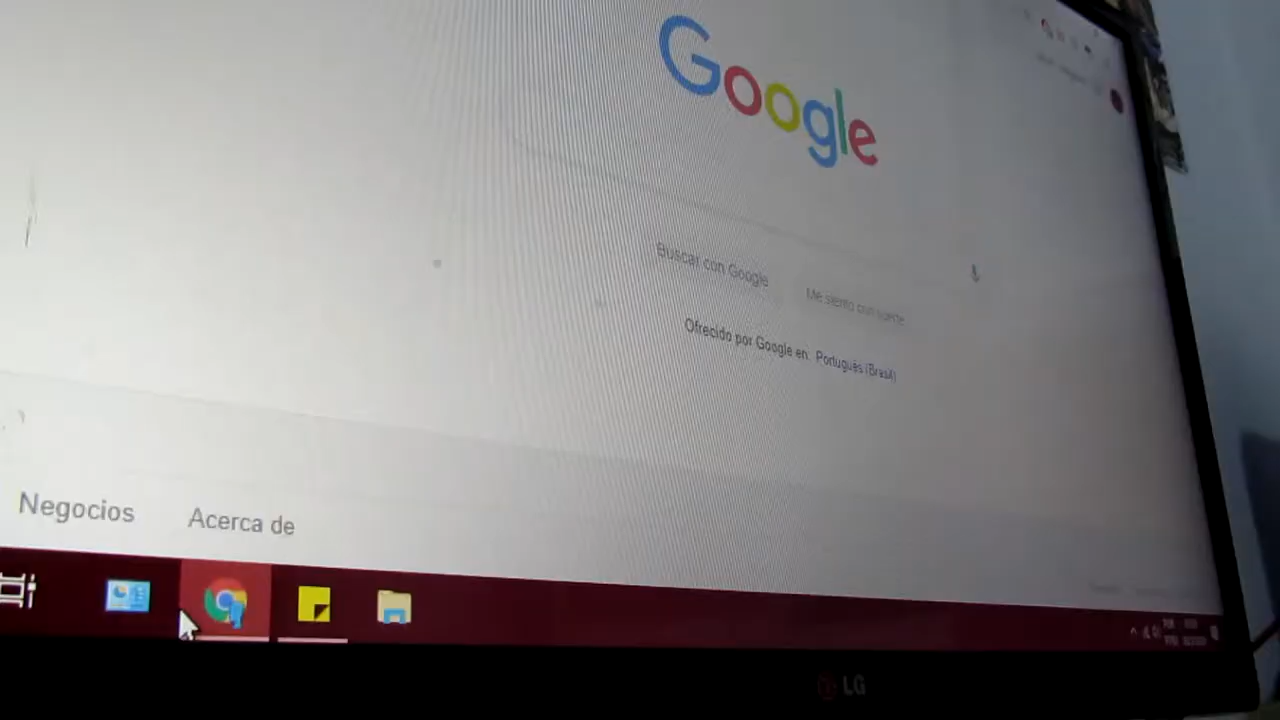 Google
Buscar con Google
Me siento con suerte
Ofrecido por Google en: Português (Brasil)
Negocios
Acerca de
LG